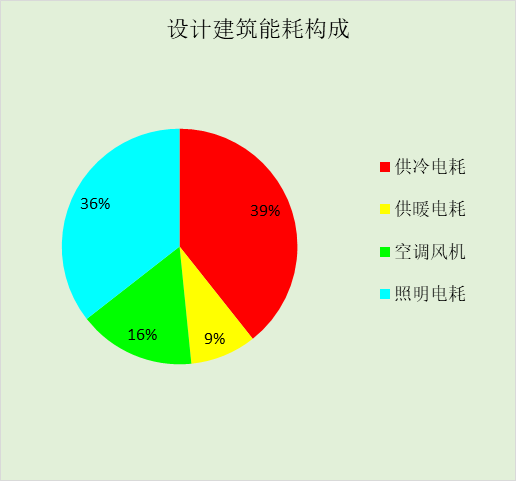 设计建筑能耗构成
36%
39%
16%
9%
供冷电耗
供暖电耗
空调风机
照明电耗